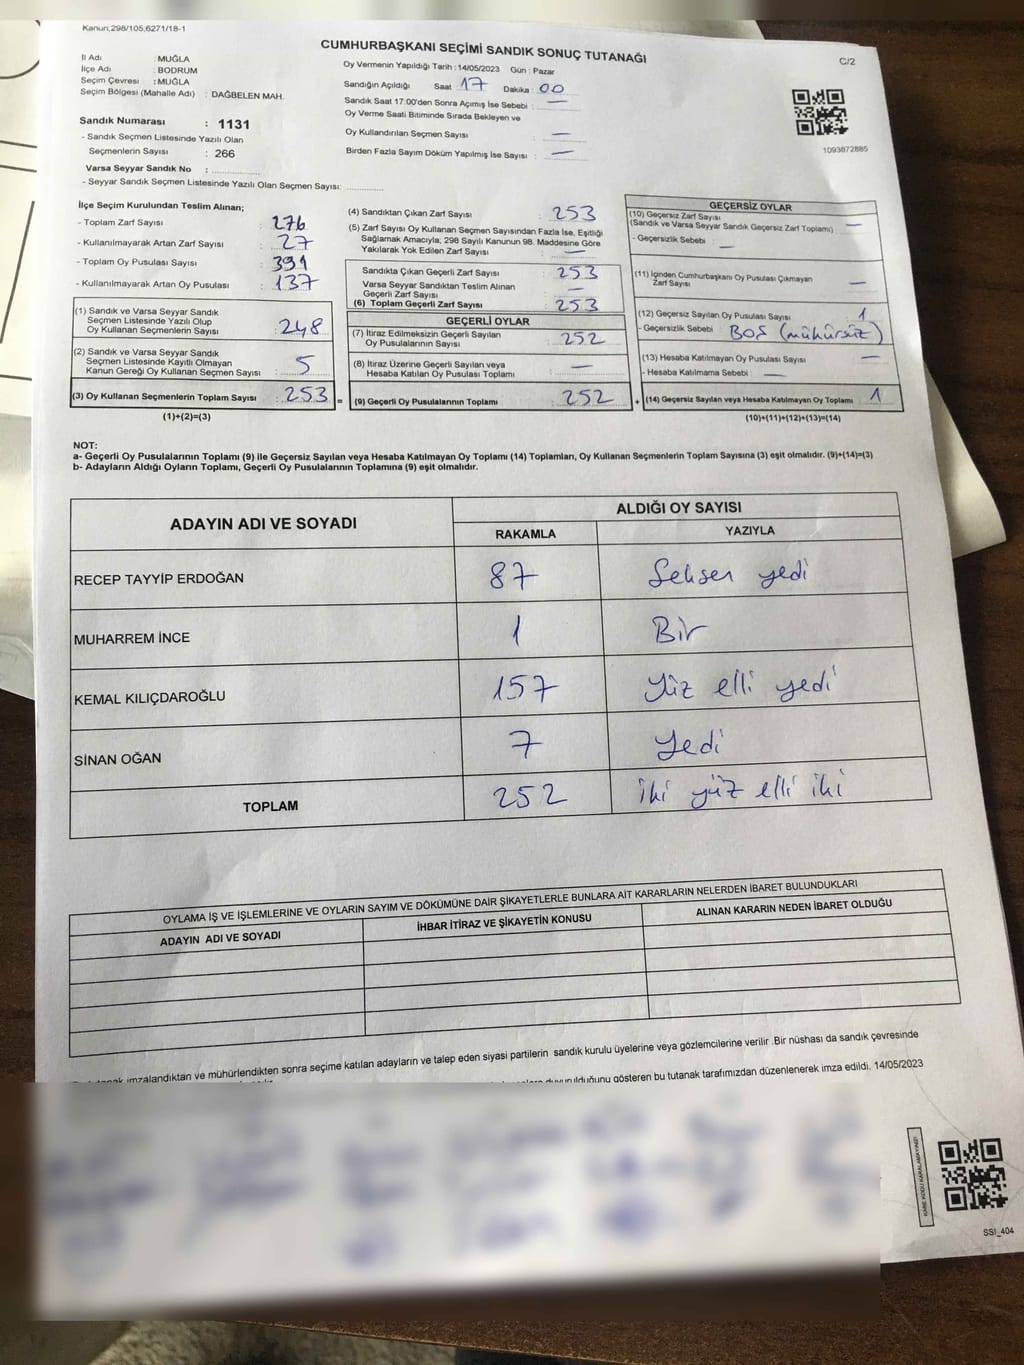 Kanun;298/105;6271/18-1
CUMHURBAŞKANI SEÇİMİ SANDIK SONUÇ TUTANAĞI
C/2
İl Adı : MUĞLA
İlçe Adı : BODRUM
Seçim Çevresi : MUĞLA
Seçim Bölgesi (Mahalle Adı) : DAĞBELEN MAH.
Sandık Numarası : 1131
- Sandık Seçmen Listesinde Yazılı Olan
Seçmenlerin Sayısı : 266
Varsa Seyyar Sandık No :
- Seyyar Sandık Seçmen Listesinde Yazılı Olan Seçmen Sayısı:
Oy Vermenin Yapıldığı Tarih : 14/05/2023 Gün : Pazar
Sandığın Açıldığı Saat 17 Dakika 00
Sandık Saat 17.00'den Sonra Açımış İse Sebebi : —
Oy Verme Saati Bitiminde Sırada Bekleyen ve
Oy Kullandırılan Seçmen Sayısı : —
Birden Fazla Sayım Döküm Yapılmış İse Sayısı : —
1093872885
İlçe Seçim Kurulundan Teslim Alınan;
- Toplam Zarf Sayısı : 276
- Kullanılmayarak Artan Zarf Sayısı : 27
- Toplam Oy Pusulası Sayısı : 391
- Kullanılmayarak Artan Oy Pusulası : 137
(1) Sandık ve Varsa Seyyar Sandık
Seçmen Listesinde Yazılı Olup
Oy Kullanan Seçmenlerin Sayısı : 248
(2) Sandık ve Varsa Seyyar Sandık
Seçmen Listesinde Kayıtlı Olmayan
Kanun Gereği Oy Kullanan Seçmen Sayısı : 5
(3) Oy Kullanan Seçmenlerin Toplam Sayısı : 253
(1)+(2)=(3)
(4) Sandıktan Çıkan Zarf Sayısı : 253
(5) Zarf Sayısı Oy Kullanan Seçmen Sayısından Fazla İse, Eşitliği
Sağlamak Amacıyla, 298 Sayılı Kanunun 98. Maddesine Göre
Yakılarak Yok Edilen Zarf Sayısı : —
Sandıkta Çıkan Geçerli Zarf Sayısı : 253
Varsa Seyyar Sandıktan Teslim Alınan
Geçerli Zarf Sayısı : —
(6) Toplam Geçerli Zarf Sayısı : 253
GEÇERLİ OYLAR
(7) İtiraz Edilmeksizin Geçerli Sayılan
Oy Pusulalarının Sayısı : 252
(8) İtiraz Üzerine Geçerli Sayılan veya
Hesaba Katılan Oy Pusulası Toplamı : —
= (9) Geçerli Oy Pusulalarının Toplamı : 252
GEÇERSİZ OYLAR
(10) Geçersiz Zarf Sayısı
(Sandık ve Varsa Seyyar Sandık Geçersiz Zarf Toplamı) : —
- Geçersizlik Sebebi : —
(11) İçinden Cumhurbaşkanı Oy Pusulası Çıkmayan
Zarf Sayısı : —
(12) Geçersiz Sayılan Oy Pusulası Sayısı : 1
- Geçersizlik Sebebi : BOŞ (mühürsüz)
(13) Hesaba Katılmayan Oy Pusulası Sayısı : —
- Hesaba Katılmama Sebebi : —
+ (14) Geçersiz Sayılan veya Hesaba Katılmayan Oy Toplamı : 1
(10)+(11)+(12)+(13)=(14)
NOT:
a- Geçerli Oy Pusulalarının Toplamı (9) ile Geçersiz Sayılan veya Hesaba Katılmayan Oy Toplamı (14) Toplamları, Oy Kullanan Seçmenlerin Toplam Sayısına (3) eşit olmalıdır. (9)+(14)=(3)
b- Adayların Aldığı Oyların Toplamı, Geçerli Oy Pusulalarının Toplamına (9) eşit olmalıdır.
ADAYIN ADI VE SOYADI
ALDIĞI OY SAYISI
RAKAMLA YAZIYLA
RECEP TAYYİP ERDOĞAN 87 Seksen yedi
MUHARREM İNCE 1 Bir
KEMAL KILIÇDAROĞLU 157 Yüz elli yedi
SİNAN OĞAN 7 Yedi
TOPLAM 252 iki yüz elli iki
OYLAMA İŞ VE İŞLEMLERİNE VE OYLARIN SAYIM VE DÖKÜMÜNE DAİR ŞİKAYETLERLE BUNLARA AİT KARARLARIN NELERDEN İBARET BULUNDUKLARI
ADAYIN ADI VE SOYADI İHBAR İTİRAZ VE ŞİKAYETİN KONUSU ALINAN KARARIN NEDEN İBARET OLDUĞU
imzalandıktan ve mühürlendikten sonra seçime katılan adayların ve talep eden siyasi partilerin sandık kurulu üyelerine veya gözlemcilerine verilir .Bir nüshası da sandık çevresinde
duyurulduğunu gösteren bu tutanak tarafımızdan düzenlenerek imza edildi. 14/05/2023
KARE KODU KARALAMAYINIZ!
SSI_404